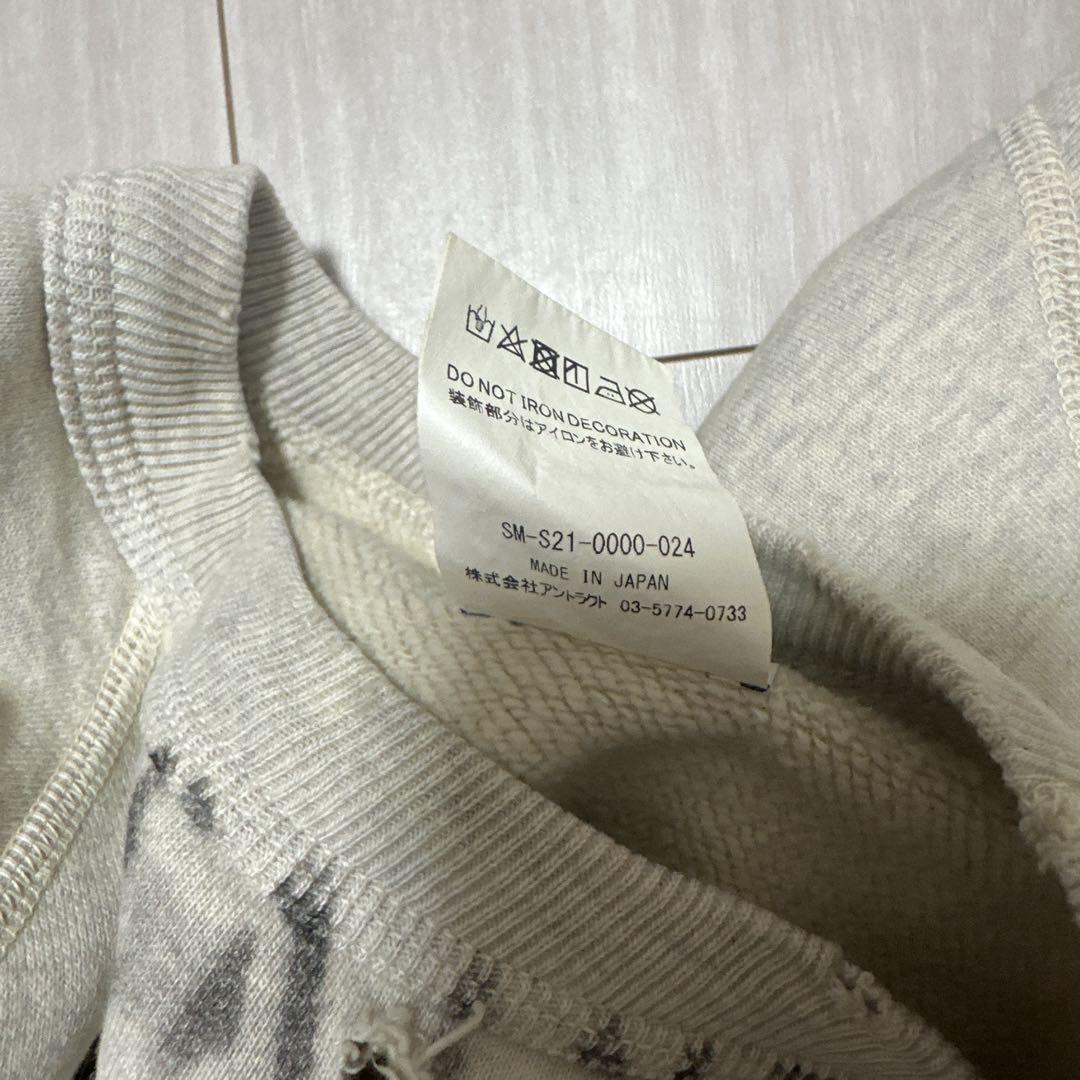 DO NOT IRON DECORATION
装飾部分はアイロンをお避け下さい。
SM-S21-0000-024
MADE IN JAPAN
株式会社アントラクト 03-5774-0733